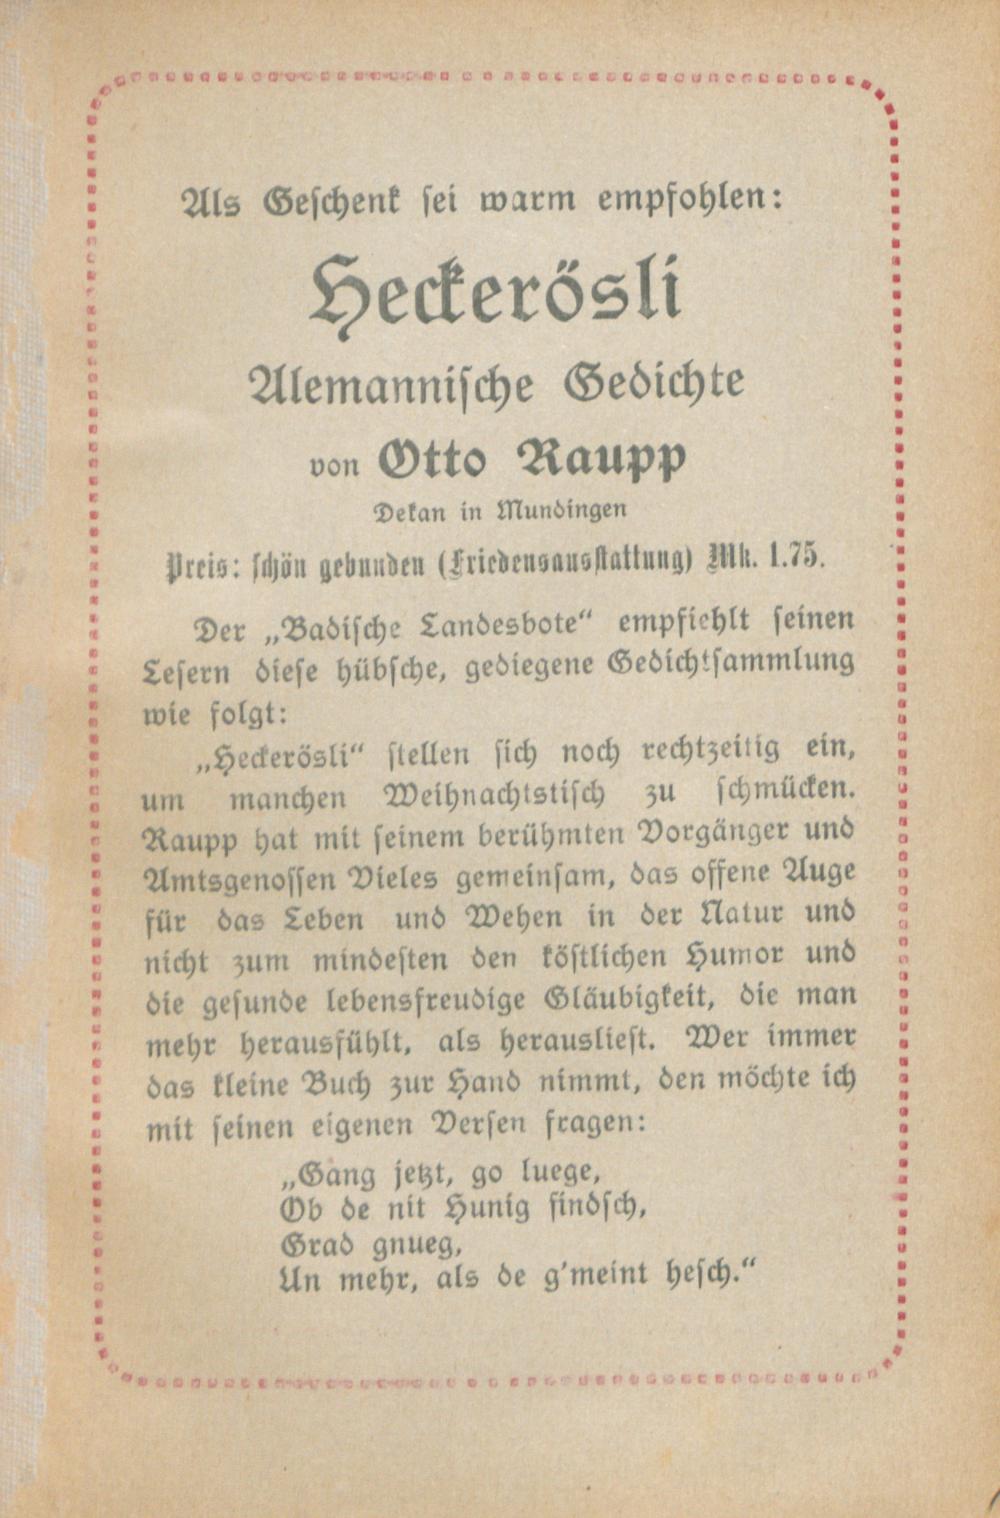 Als Geschenk sei warm empfohlen:
Heckerösli
Alemannische Gedichte
von Otto Raupp
Dekan in Mundingen
Preis: schön gebunden (Friedensausstattung) Mk. 1.75.
Der „Badische Landesbote“ empfiehlt seinen
Lesern diese hübsche, gediegene Gedichtsammlung
wie folgt:
„Heckerösli“ stellen sich noch rechtzeitig ein,
um manchen Weihnachtstisch zu schmücken.
Raupp hat mit seinem berühmten Vorgänger und
Amtsgenossen Vieles gemeinsam, das offene Auge
für das Leben und Wehen in der Natur und
nicht zum mindesten den köstlichen Humor und
die gesunde lebensfreudige Gläubigkeit, die man
mehr herausfühlt, als herausliest. Wer immer
das kleine Buch zur Hand nimmt, den möchte ich
mit seinen eigenen Versen fragen:
„Gang jetzt, go luege,
Ob de nit Hunig findsch,
Grad gnueg,
Un mehr, als de g'meint hesch.“